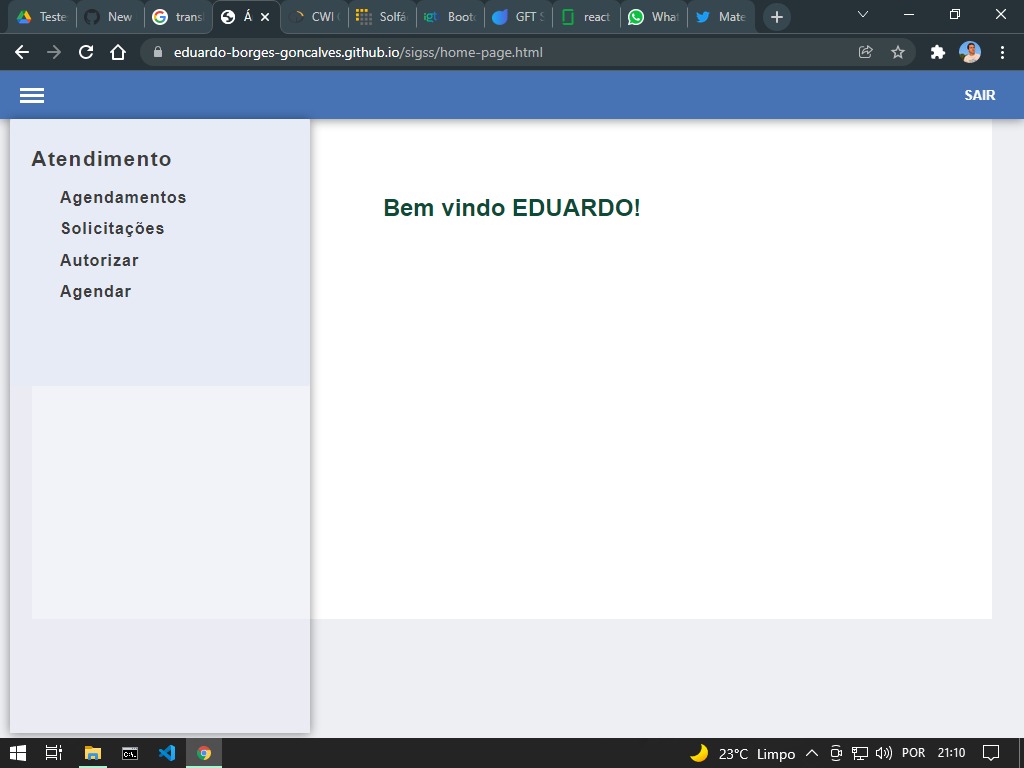 Teste
New
trans
Á
CWI
Solfá
igt Boot
GFT S
react
What
Mate
eduardo-borges-goncalves.github.io/sigss/home-page.html
SAIR
Atendimento
Agendamentos
Solicitações
Autorizar
Agendar
Bem vindo EDUARDO!
23°C Limpo POR 21:10